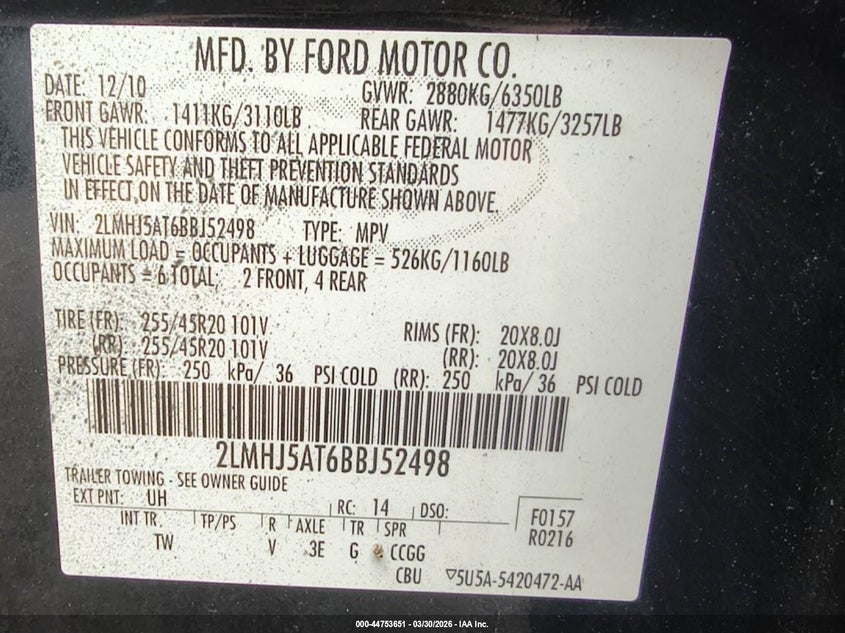 MFD. BY FORD MOTOR CO.
DATE: 12/10 GVWR: 2880KG/6350LB
FRONT GAWR: 1411KG/3110LB REAR GAWR: 1477KG/3257LB
THIS VEHICLE CONFORMS TO ALL APPLICABLE FEDERAL MOTOR
VEHICLE SAFETY AND THEFT PREVENTION STANDARDS
IN EFFECT ON THE DATE OF MANUFACTURE SHOWN ABOVE.
VIN: 2LMHJ5AT6BBJ52498 TYPE: MPV
MAXIMUM LOAD = OCCUPANTS + LUGGAGE = 526KG/1160LB
OCCUPANTS = 6 TOTAL, 2 FRONT, 4 REAR
TIRE (FR): 255/45R20 101V RIMS (FR): 20X8.0J
(RR): 255/45R20 101V (RR): 20X8.0J
PRESSURE (FR): 250 kPa/ 36 PSI COLD (RR): 250 kPa/ 36 PSI COLD
2LMHJ5AT6BBJ52498
TRAILER TOWING - SEE OWNER GUIDE
EXT PNT: UH RC: 14 DSO: F0157
INT TR. TP/PS R AXLE TR SPR R0216
TW V 3E G CCGG
CBU ▽5U5A-5420472-AA
000-44753651 - 03/30/2026 - IAA Inc.